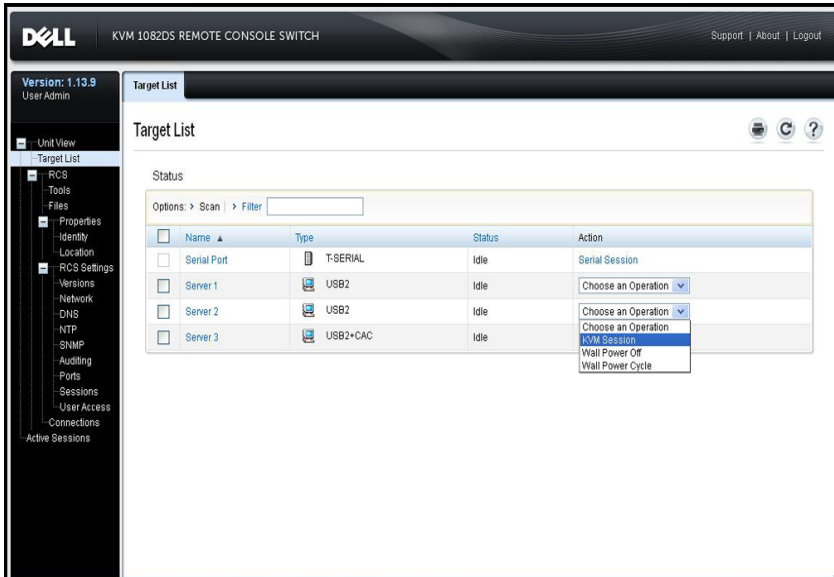 DELL
KVM 1082DS REMOTE CONSOLE SWITCH
Support | About | Logout
Version: 1.13.9
User Admin
Target List
Unit View
Target List
RCS
Tools
Files
Properties
Identity
Location
RCS Settings
Versions
Network
DNS
NTP
SNMP
Auditing
Ports
Sessions
User Access
Connections
Active Sessions
Target List
?
Status
Options: > Scan | > Filter
Name ▲ Type Status Action
Serial Port T-SERIAL Idle Serial Session
Server 1 USB2 Idle Choose an Operation
Server 2 USB2 Idle Choose an Operation
Choose an Operation
Server 3 USB2+CAC Idle KVM Session
Wall Power Off
Wall Power Cycle